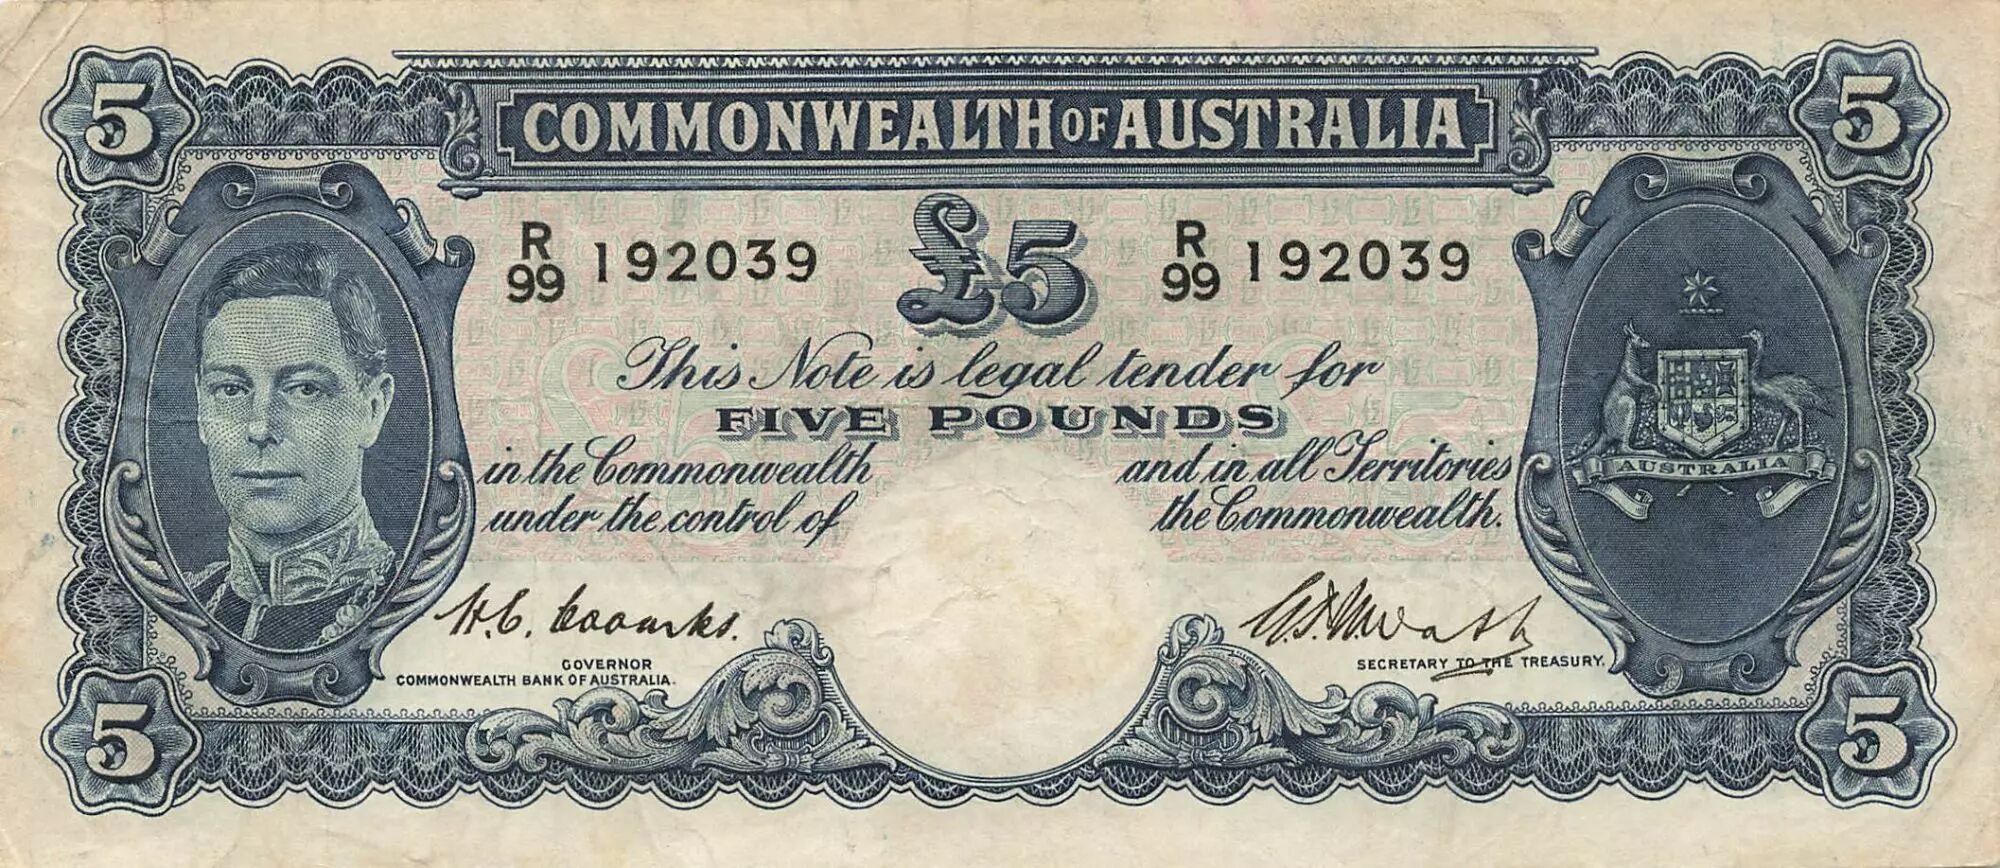 5 5
COMMONWEALTH OF AUSTRALIA
R/99 192039 £5 R/99 192039
This Note is legal tender for
FIVE POUNDS
in the Commonwealth and in all Territories
under the control of the Commonwealth.
AUSTRALIA
H.C. Coombs.
GOVERNOR
COMMONWEALTH BANK OF AUSTRALIA.
SECRETARY TO THE TREASURY.
5 5